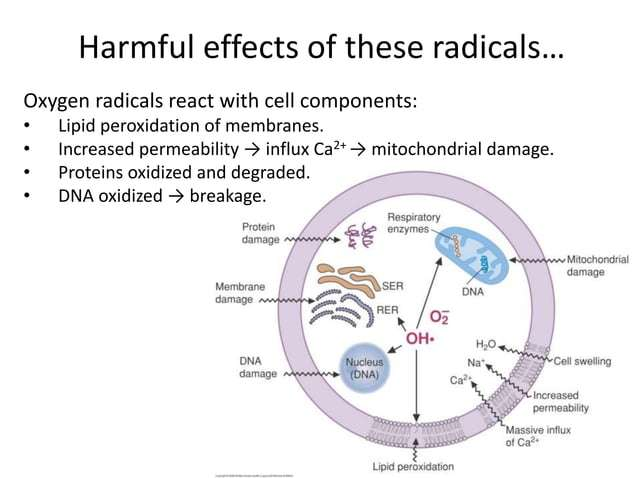 Harmful effects of these radicals…
Oxygen radicals react with cell components:
• Lipid peroxidation of membranes.
• Increased permeability → influx Ca²⁺ → mitochondrial damage.
• Proteins oxidized and degraded.
• DNA oxidized → breakage.
Protein
damage
Respiratory
enzymes
Mitochondrial
damage
Membrane
damage
SER
DNA
RER
O₂⁻
OH•
DNA
damage
Nucleus
(DNA)
H₂O
Na⁺
Ca²⁺
Cell swelling
Increased
permeability
Massive influx
of Ca²⁺
Lipid peroxidation